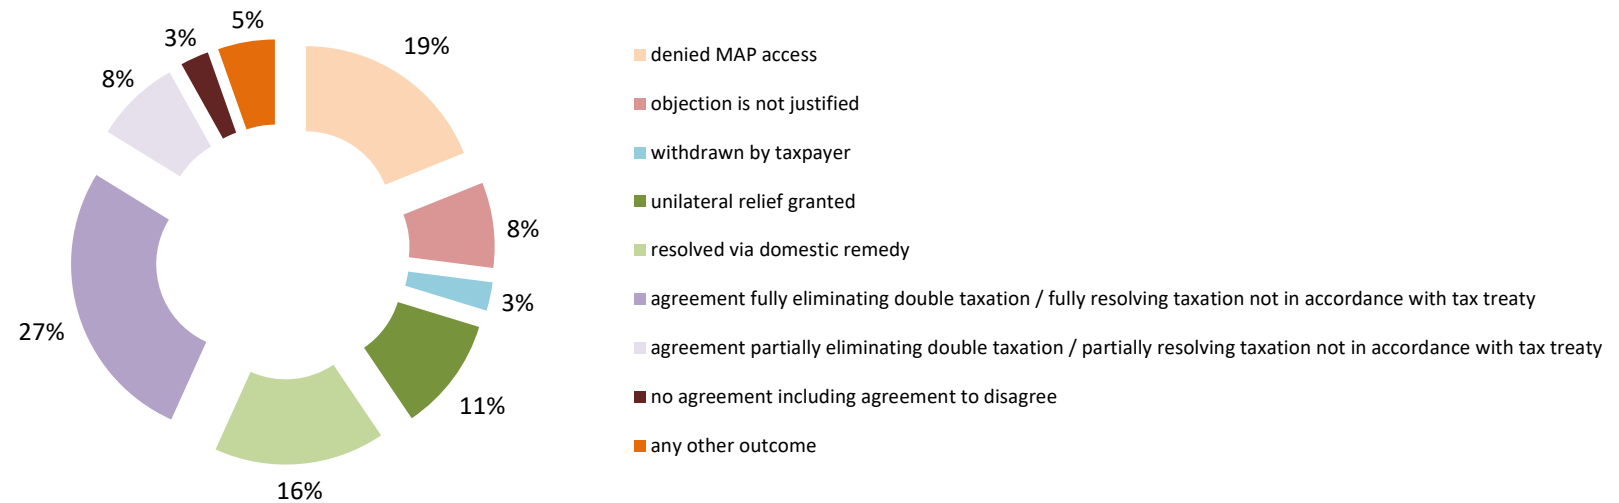 5%
3%
19%
8%
8%
3%
27%
11%
16%
denied MAP access
objection is not justified
withdrawn by taxpayer
unilateral relief granted
resolved via domestic remedy
agreement fully eliminating double taxation / fully resolving taxation not in accordance with tax treaty
agreement partially eliminating double taxation / partially resolving taxation not in accordance with tax treaty
no agreement including agreement to disagree
any other outcome